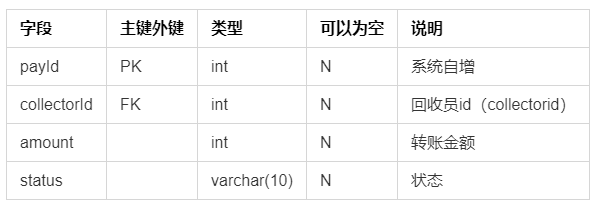 字段 主键外键 类型 可以为空 说明
payId PK int N 系统自增
collectorId FK int N 回收员id（collectorid）
amount int N 转账金额
status varchar(10) N 状态